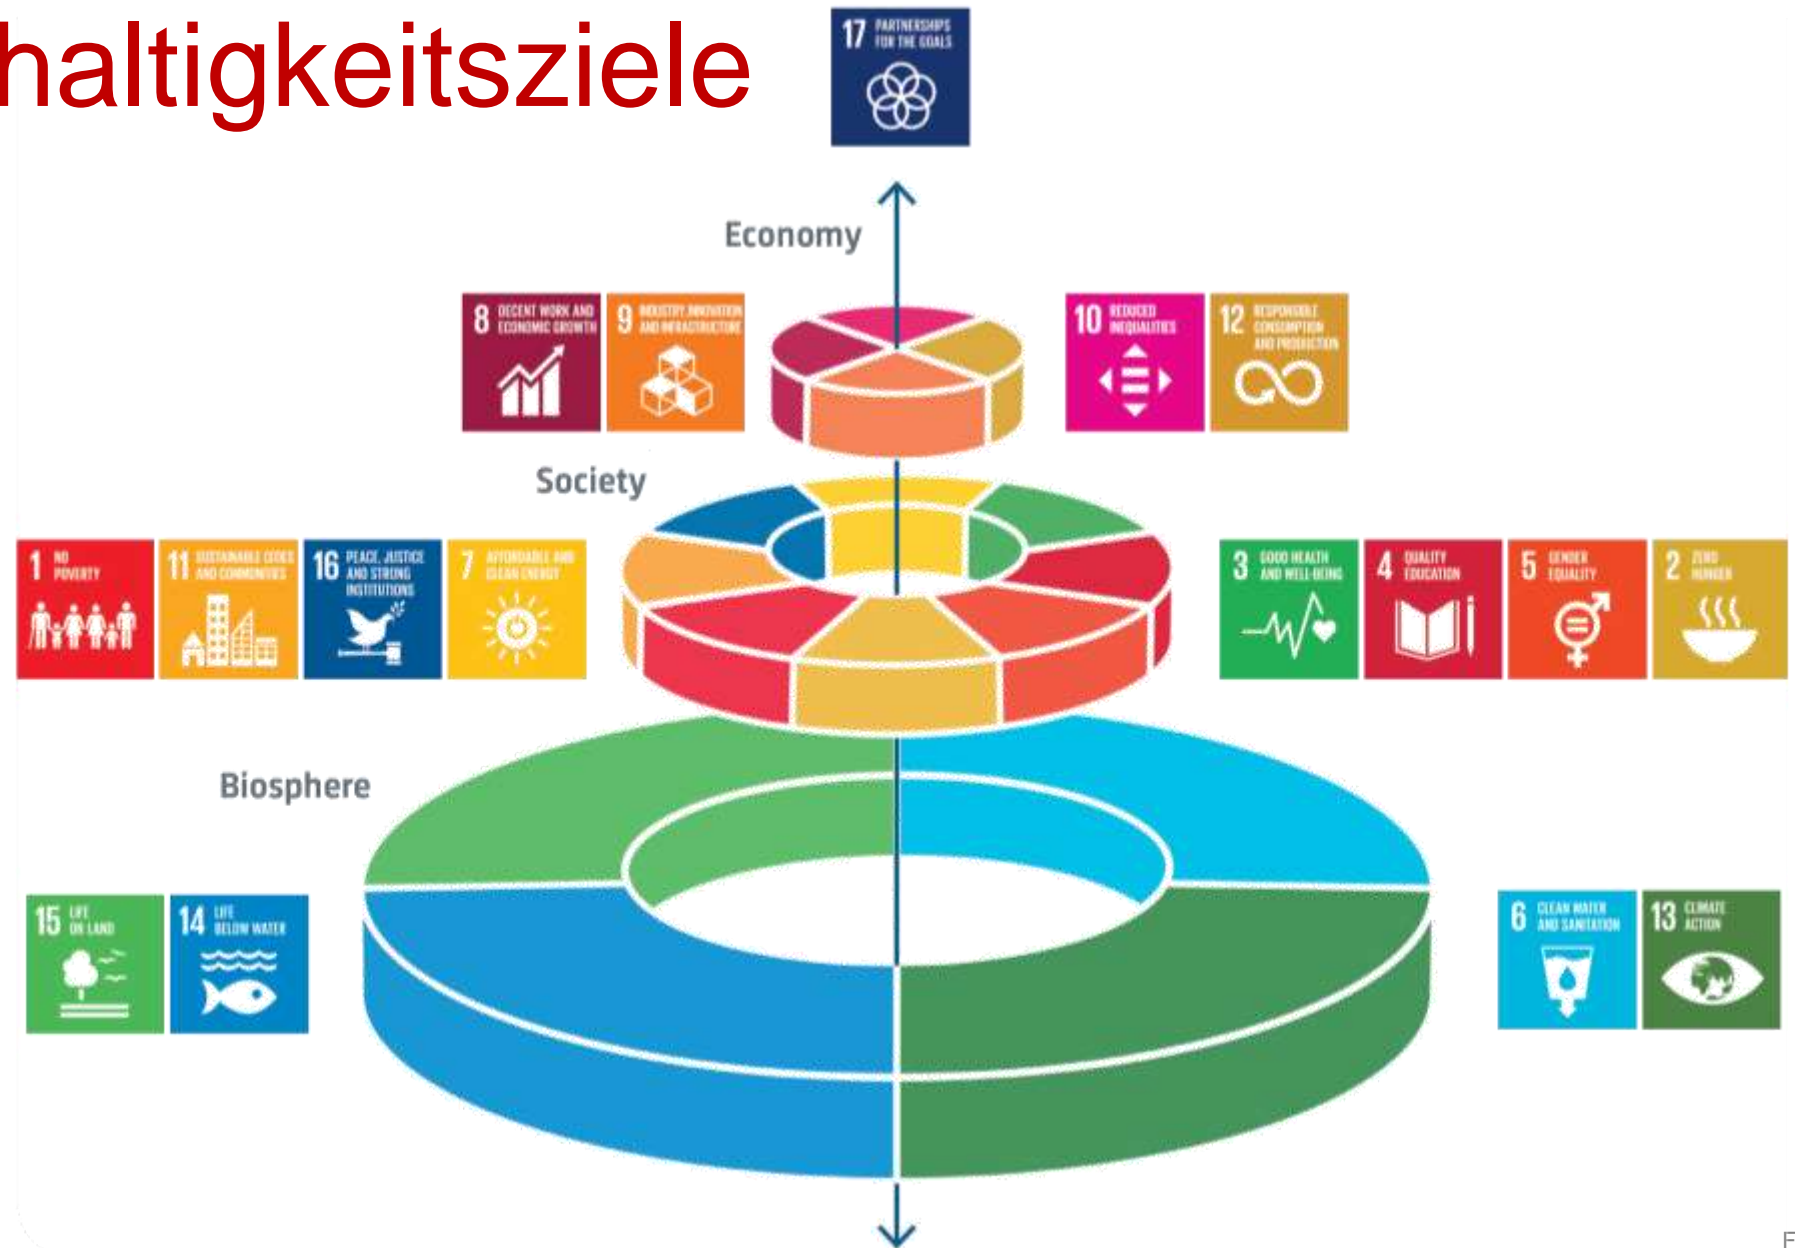 haltigkeitsziele
17 PARTNERSHIPS
FOR THE GOALS
Economy
8 DECENT WORK AND
ECONOMIC GROWTH
9 INDUSTRY, INNOVATION
AND INFRASTRUCTURE
10 REDUCED
INEQUALITIES
12 RESPONSIBLE
CONSUMPTION
AND PRODUCTION
Society
1 NO
POVERTY
11 SUSTAINABLE CITIES
AND COMMUNITIES
16 PEACE, JUSTICE
AND STRONG
INSTITUTIONS
7 AFFORDABLE AND
CLEAN ENERGY
3 GOOD HEALTH
AND WELL-BEING
4 QUALITY
EDUCATION
5 GENDER
EQUALITY
2 ZERO
HUNGER
Biosphere
15 LIFE
ON LAND
14 LIFE
BELOW WATER
6 CLEAN WATER
AND SANITATION
13 CLIMATE
ACTION
F